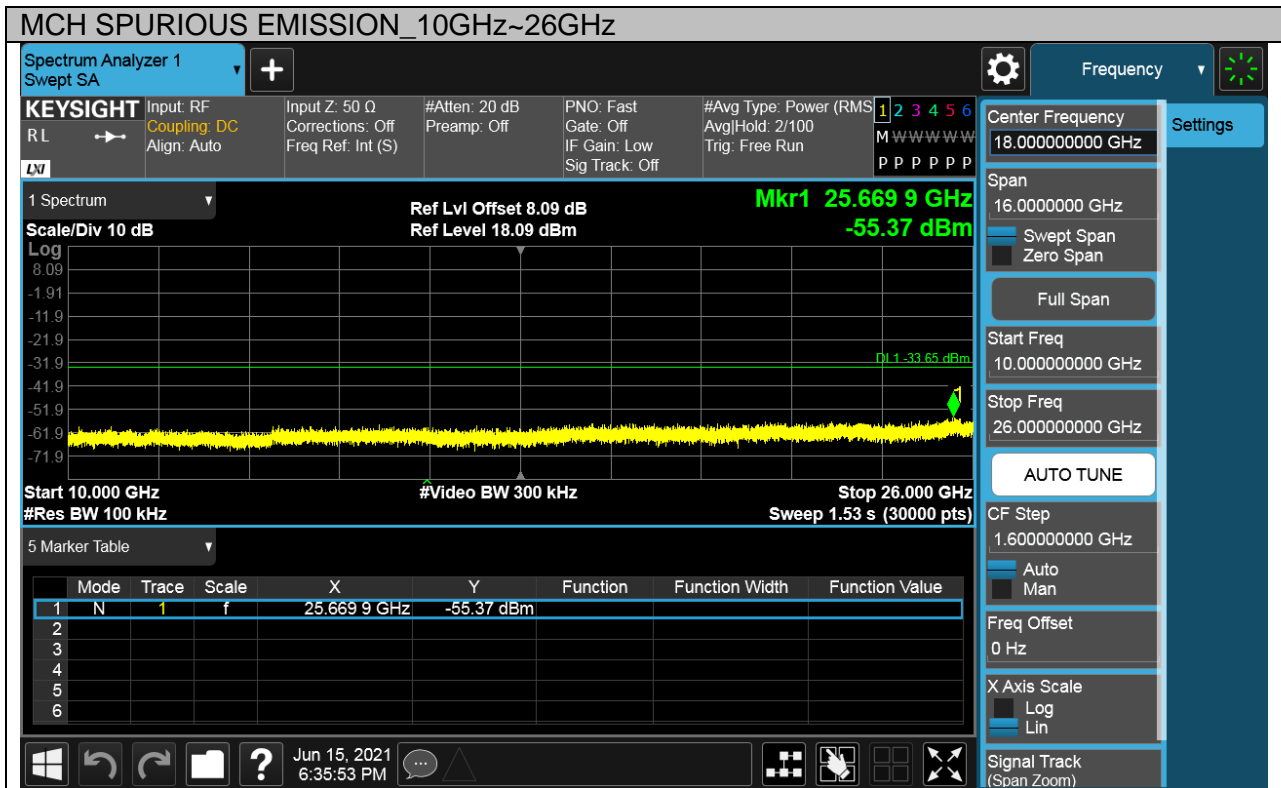 MCH SPURIOUS EMISSION_10GHz~26GHz
Spectrum Analyzer 1
Swept SA
Frequency
KEYSIGHT
RL
LXI
Input: RF
Coupling: DC
Align: Auto
Input Z: 50 Ω
Corrections: Off
Freq Ref: Int (S)
#Atten: 20 dB
Preamp: Off
PNO: Fast
Gate: Off
IF Gain: Low
Sig Track: Off
#Avg Type: Power (RMS
Avg|Hold: 2/100
Trig: Free Run
1 2 3 4 5 6
M W W W W W
P P P P P P
1 Spectrum
Scale/Div 10 dB
Ref Lvl Offset 8.09 dB
Ref Level 18.09 dBm
Mkr1 25.669 9 GHz
-55.37 dBm
Log
8.09
-1.91
-11.9
-21.9
-31.9
-41.9
-51.9
-61.9
-71.9
DL1 -33.65 dBm
1
Start 10.000 GHz
#Res BW 100 kHz
#Video BW 300 kHz
Stop 26.000 GHz
Sweep 1.53 s (30000 pts)
5 Marker Table
Mode Trace Scale X Y Function Function Width Function Value
1 N 1 f 25.669 9 GHz -55.37 dBm
2
3
4
5
6
Jun 15, 2021
6:35:53 PM
Center Frequency
18.000000000 GHz
Settings
Span
16.0000000 GHz
Swept Span
Zero Span
Full Span
Start Freq
10.000000000 GHz
Stop Freq
26.000000000 GHz
AUTO TUNE
CF Step
1.600000000 GHz
Auto
Man
Freq Offset
0 Hz
X Axis Scale
Log
Lin
Signal Track
(Span Zoom)